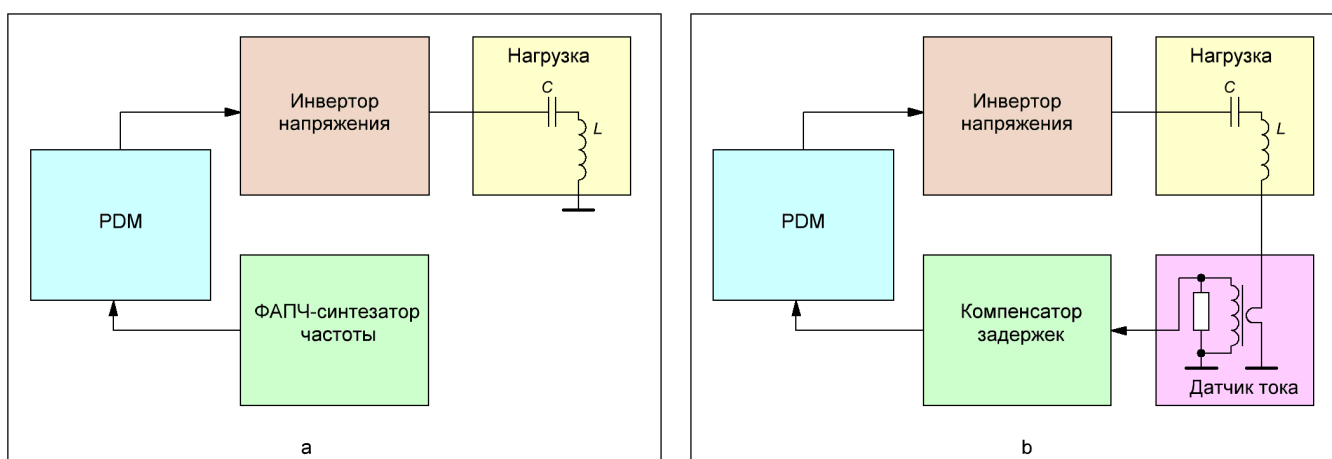 Инвертор
напряжения
Нагрузка
C
L
PDM
ФАПЧ-синтезатор
частоты
a
Инвертор
напряжения
Нагрузка
C
L
PDM
Компенсатор
задержек
Датчик тока
b